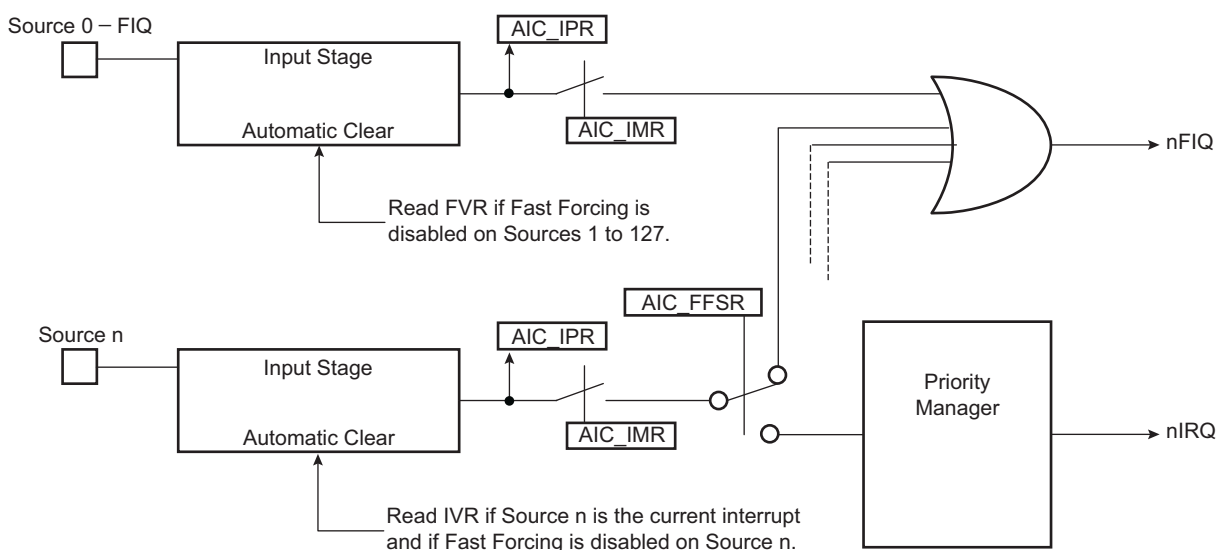 Source 0 – FIQ
AIC_IPR
Input Stage
Automatic Clear
AIC_IMR
nFIQ
Read FVR if Fast Forcing is
disabled on Sources 1 to 127.
AIC_FFSR
Source n
AIC_IPR
Input Stage
Automatic Clear
AIC_IMR
Priority
Manager
nIRQ
Read IVR if Source n is the current interrupt
and if Fast Forcing is disabled on Source n.